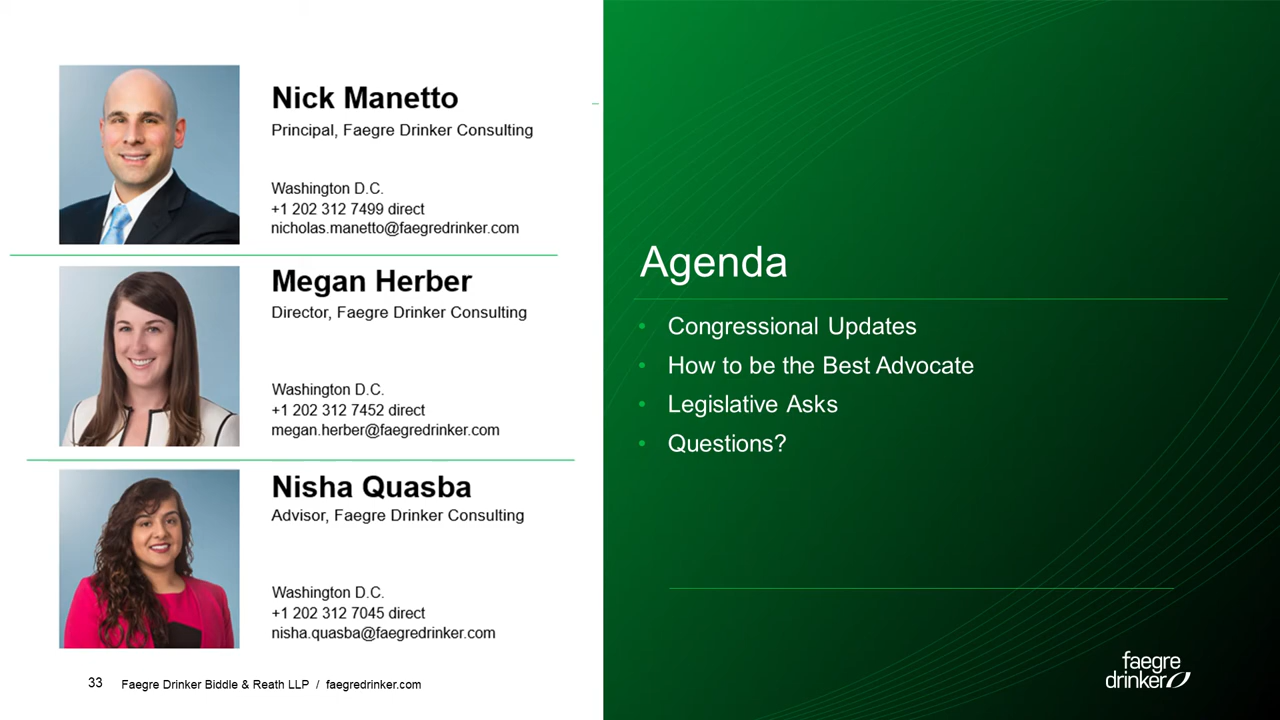 Nick Manetto
Principal, Faegre Drinker Consulting
Washington D.C.
+1 202 312 7499 direct
nicholas.manetto@faegredrinker.com
Megan Herber
Director, Faegre Drinker Consulting
Washington D.C.
+1 202 312 7452 direct
megan.herber@faegredrinker.com
Nisha Quasba
Advisor, Faegre Drinker Consulting
Washington D.C.
+1 202 312 7045 direct
nisha.quasba@faegredrinker.com
33 Faegre Drinker Biddle & Reath LLP / faegredrinker.com
Agenda
• Congressional Updates
• How to be the Best Advocate
• Legislative Asks
• Questions?
faegre
drinker